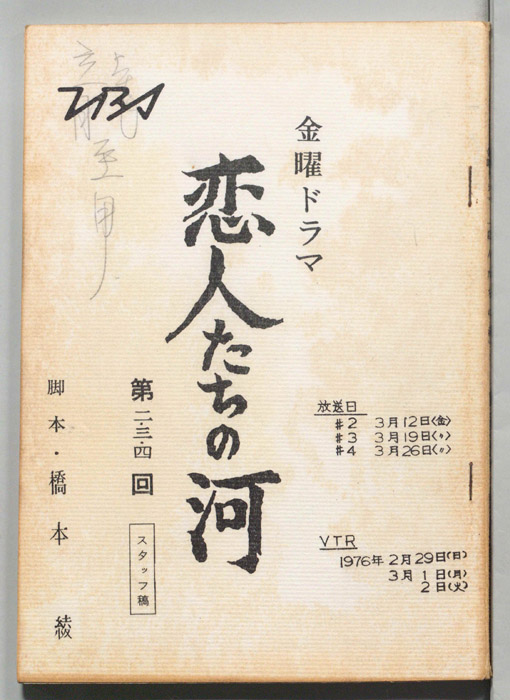 金曜ドラマ
恋人たちの河
第二・三・四回
スタッフ稿
脚本・橋本 綾
放送日
#2 3月12日(金)
#3 3月19日(〃)
#4 3月26日(〃)
VTR
1976年2月29日(日)
3月1日(月)
2日(火)